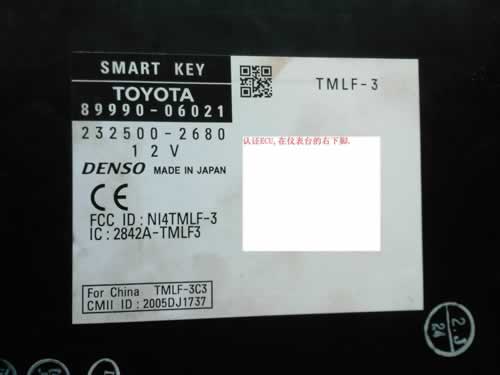 SMART KEY
TMLF-3
TOYOTA
89990-06021
232500-2680
12V
DENSO MADE IN JAPAN
认证ECU,在仪表台的右下脚.
CE
FCC ID : NI4TMLF-3
IC : 2842A-TMLF3
For China TMLF-3C3
CMII ID : 2005DJ1737
2.J
24